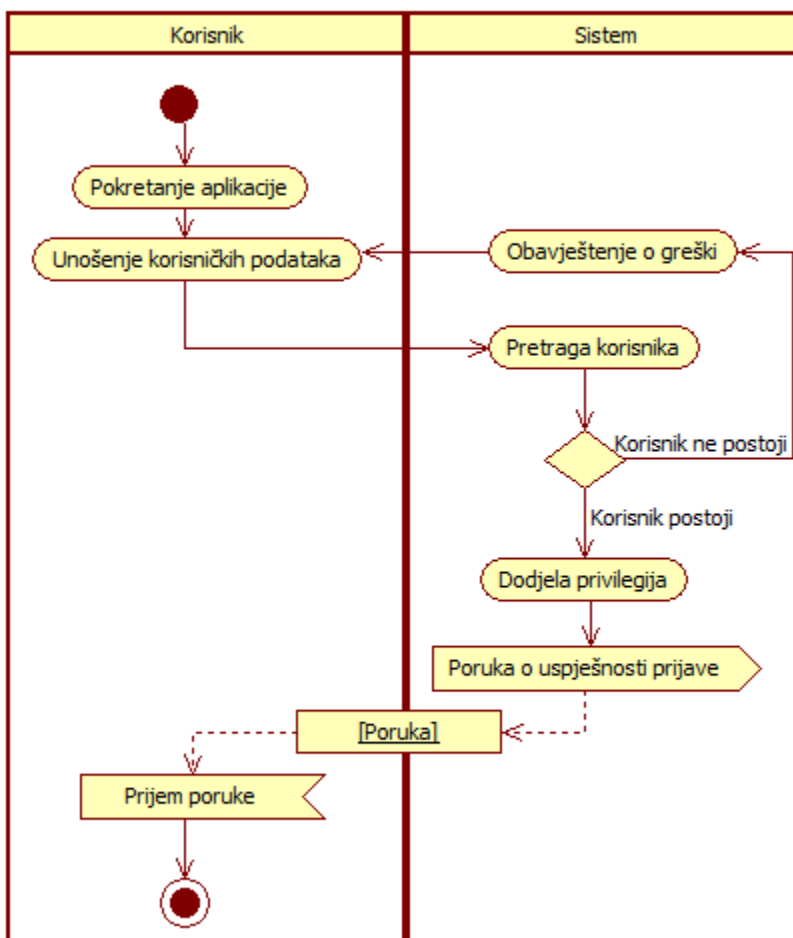 Korisnik
Sistem
Pokretanje aplikacije
Unošenje korisničkih podataka
Obavještenje o greški
Pretraga korisnika
Korisnik ne postoji
Korisnik postoji
Dodjela privilegija
Poruka o uspješnosti prijave
[Poruka]
Prijem poruke